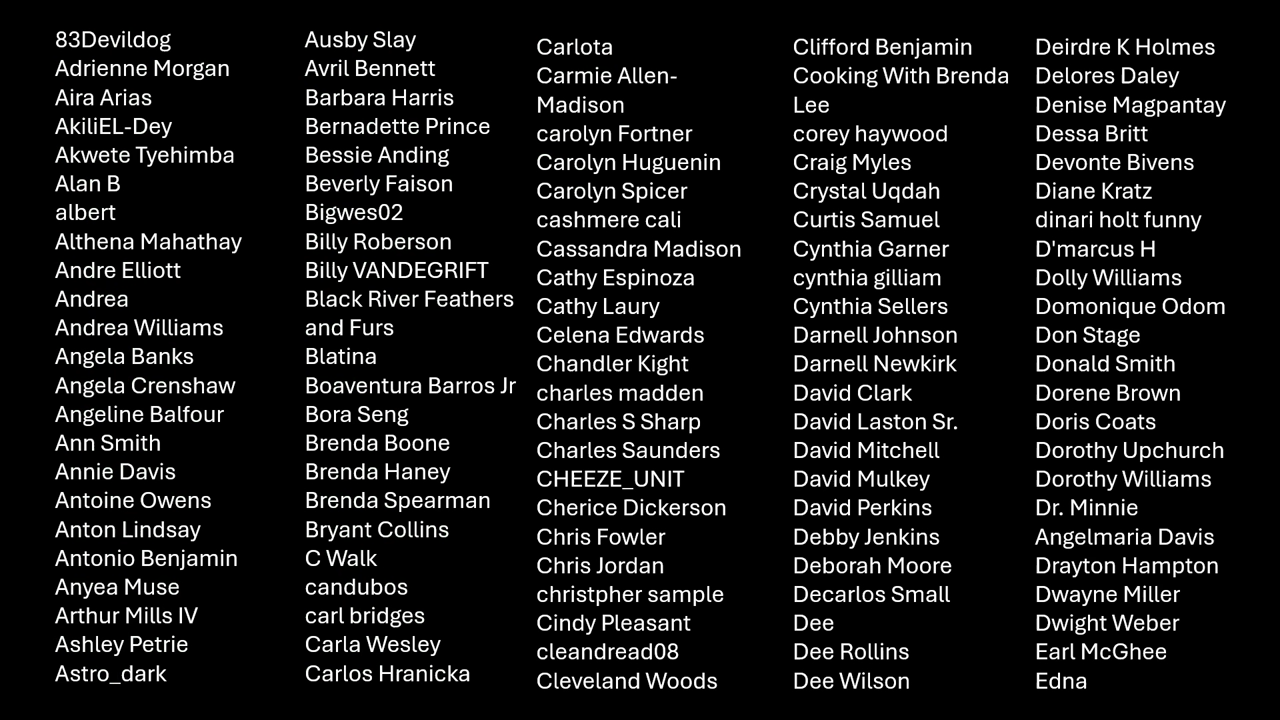 83Devildog
Adrienne Morgan
Aira Arias
AkiliEL-Dey
Akwete Tyehimba
Alan B
albert
Althena Mahathay
Andre Elliott
Andrea
Andrea Williams
Angela Banks
Angela Crenshaw
Angeline Balfour
Ann Smith
Annie Davis
Antoine Owens
Anton Lindsay
Antonio Benjamin
Anyea Muse
Arthur Mills IV
Ashley Petrie
Astro_dark
Ausby Slay
Avril Bennett
Barbara Harris
Bernadette Prince
Bessie Anding
Beverly Faison
Bigwes02
Billy Roberson
Billy VANDEGRIFT
Black River Feathers
and Furs
Blatina
Boaventura Barros Jr
Bora Seng
Brenda Boone
Brenda Haney
Brenda Spearman
Bryant Collins
C Walk
candubos
carl bridges
Carla Wesley
Carlos Hranicka
Carlota
Carmie Allen-
Madison
carolyn Fortner
Carolyn Huguenin
Carolyn Spicer
cashmere cali
Cassandra Madison
Cathy Espinoza
Cathy Laury
Celena Edwards
Chandler Kight
charles madden
Charles S Sharp
Charles Saunders
CHEEZE_UNIT
Cherice Dickerson
Chris Fowler
Chris Jordan
christpher sample
Cindy Pleasant
cleandread08
Cleveland Woods
Clifford Benjamin
Cooking With Brenda
Lee
corey haywood
Craig Myles
Crystal Uqdah
Curtis Samuel
Cynthia Garner
cynthia gilliam
Cynthia Sellers
Darnell Johnson
Darnell Newkirk
David Clark
David Laston Sr.
David Mitchell
David Mulkey
David Perkins
Debby Jenkins
Deborah Moore
Decarlos Small
Dee
Dee Rollins
Dee Wilson
Deirdre K Holmes
Delores Daley
Denise Magpantay
Dessa Britt
Devonte Bivens
Diane Kratz
dinari holt funny
D'marcus H
Dolly Williams
Domonique Odom
Don Stage
Donald Smith
Dorene Brown
Doris Coats
Dorothy Upchurch
Dorothy Williams
Dr. Minnie
Angelmaria Davis
Drayton Hampton
Dwayne Miller
Dwight Weber
Earl McGhee
Edna